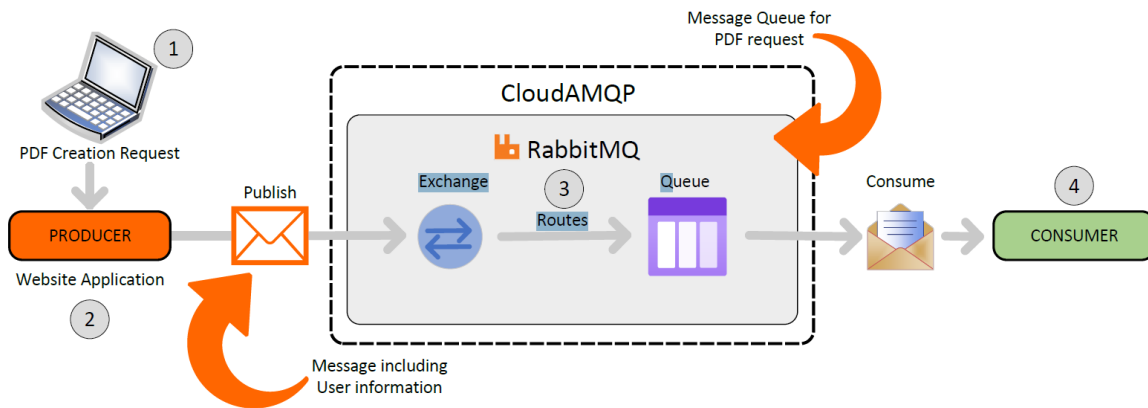 1
PDF Creation Request
PRODUCER
Website Application
2
Publish
Message including
User information
Message Queue for
PDF request
CloudAMQP
RabbitMQ
Exchange
3
Routes
Queue
Consume
4
CONSUMER